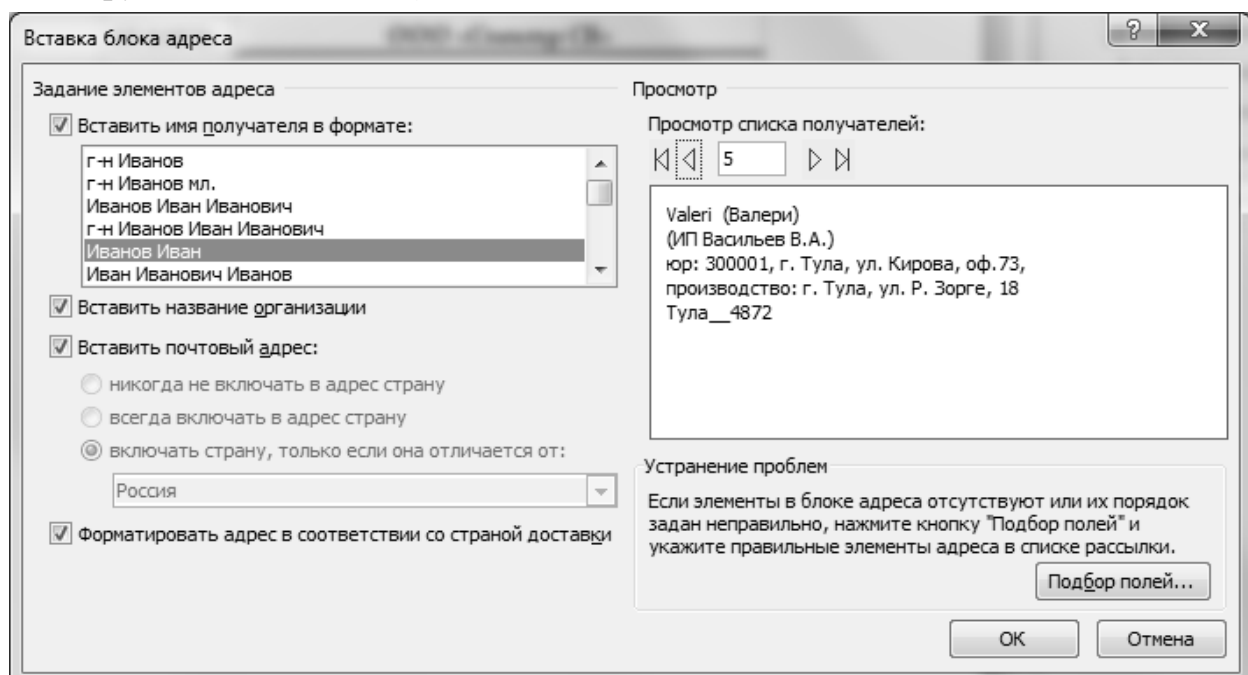 Вставка блока адреса
Задание элементов адреса
Вставить имя получателя в формате:
г-н Иванов
г-н Иванов мл.
Иванов Иван Иванович
г-н Иванов Иван Иванович
Иванов Иван
Иван Иванович Иванов
Вставить название организации
Вставить почтовый адрес:
никогда не включать в адрес страну
всегда включать в адрес страну
включать страну, только если она отличается от:
Россия
Форматировать адрес в соответствии со страной доставки
Просмотр
Просмотр списка получателей:
5
Valeri (Валери)
(ИП Васильев В.А.)
юр: 300001, г. Тула, ул. Кирова, оф.73,
производство: г. Тула, ул. Р. Зорге, 18
Тула__4872
Устранение проблем
Если элементы в блоке адреса отсутствуют или их порядок
задан неправильно, нажмите кнопку "Подбор полей" и
укажите правильные элементы адреса в списке рассылки.
Подбор полей...
ОК
Отмена